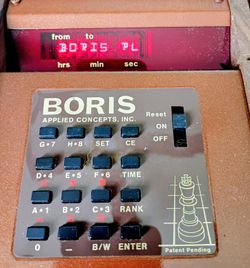 from to
BORIS PL
hrs min sec
BORIS
APPLIED CONCEPTS, INC.
Reset
ON
OFF
G•7 H•8 SET CE
D•4 E•5 F•6 TIME
A•1 B•2 C•3 RANK
0 — B/W ENTER
Patent Pending